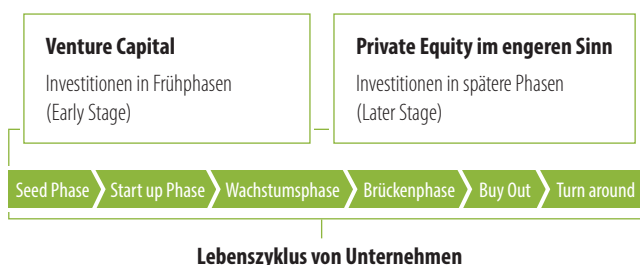 Venture Capital
Investitionen in Frühphasen
(Early Stage)
Private Equity im engeren Sinn
Investitionen in spätere Phasen
(Later Stage)
Seed Phase Start up Phase Wachstumsphase Brückenphase Buy Out Turn around
Lebenszyklus von Unternehmen